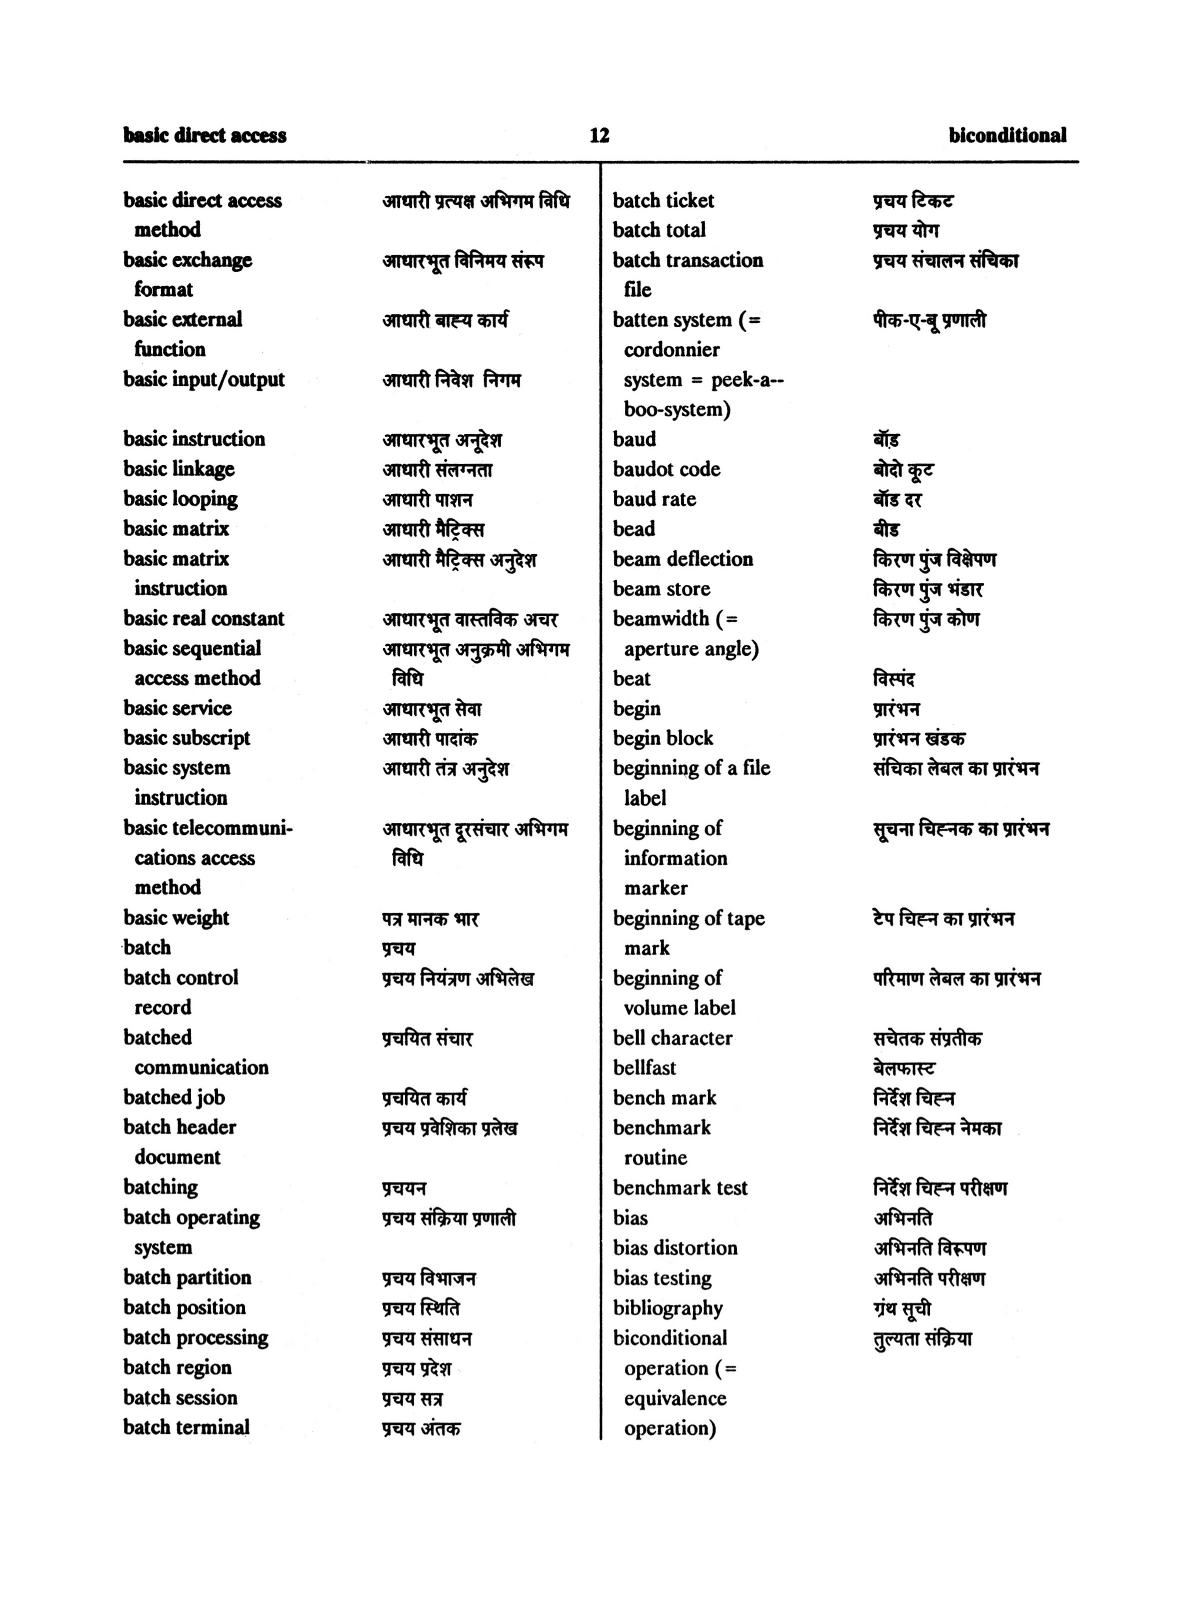 basic direct access 12 biconditional
basic direct access आधारी प्रत्यक्ष अभिगम विधि
method
basic exchange आधारभूत विनिमय संरूप
format
basic external आधारी बाह्य कार्य
function
basic input/output आधारी निवेश निगम
basic instruction आधारभूत अनूदेश
basic linkage आधारी संलग्नता
basic looping आधारी पाशन
basic matrix आधारी मैट्रिक्स
basic matrix आधारी मैट्रिक्स अनुदेश
instruction
basic real constant आधारभूत वास्तविक अचर
basic sequential आधारभूत अनुक्रमी अभिगम
access method विधि
basic service आधारभूत सेवा
basic subscript आधारी पादांक
basic system आधारी तंत्र अनुदेश
instruction
basic telecommuni- आधारभूत दूरसंचार अभिगम
cations access विधि
method
basic weight पत्र मानक भार
batch प्रचय
batch control प्रचय नियंत्रण अभिलेख
record
batched प्रचयित संचार
communication
batched job प्रचयित कार्य
batch header प्रचय प्रवेशिका प्रलेख
document
batching प्रचयन
batch operating प्रचय संक्रिया प्रणाली
system
batch partition प्रचय विभाजन
batch position प्रचय स्थिति
batch processing प्रचय संसाधन
batch region प्रचय प्रदेश
batch session प्रचय सत्र
batch terminal प्रचय अंतक
batch ticket प्रचय टिकट
batch total प्रचय योग
batch transaction प्रचय संचालन संचिका
file
batten system (= पीक-ए-बू प्रणाली
cordonnier
system = peek-a--
boo-system)
baud बॉड
baudot code बोदो कूट
baud rate बॉड दर
bead बीड
beam deflection किरण पुंज विक्षेपण
beam store किरण पुंज भंडार
beamwidth (= किरण पुंज कोण
aperture angle)
beat विस्पंद
begin प्रारंभन
begin block प्रारंभन खंडक
beginning of a file संचिका लेबल का प्रारंभन
label
beginning of सूचना चिह्नक का प्रारंभन
information
marker
beginning of tape टेप चिह्न का प्रारंभन
mark
beginning of परिमाण लेबल का प्रारंभन
volume label
bell character सचेतक संप्रतीक
bellfast बेलफास्ट
bench mark निर्देश चिह्न
benchmark निर्देश चिह्न नेमका
routine
benchmark test निर्देश चिह्न परीक्षण
bias अभिनति
bias distortion अभिनति विरूपण
bias testing अभिनति परीक्षण
bibliography ग्रंथ सूची
biconditional तुल्यता संक्रिया
operation (=
equivalence
operation)